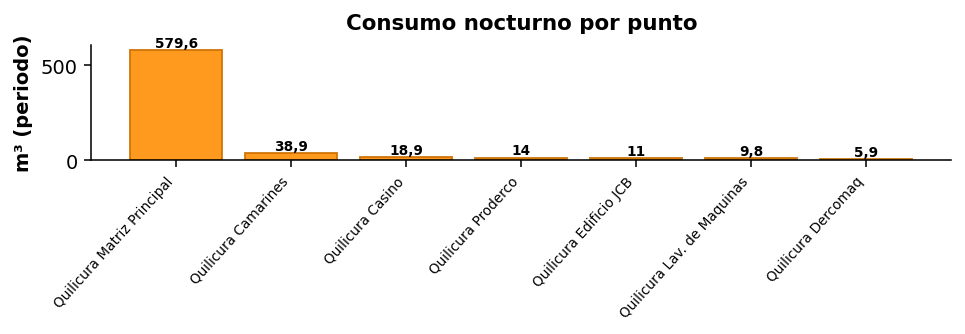 Consumo nocturno por punto
m³ (periodo)
500
0
579,6
38,9
18,9
14
11
9,8
5,9
Quilicura Matriz Principal
Quilicura Camarines
Quilicura Casino
Quilicura Proderco
Quilicura Edificio JCB
Quilicura Lav. de Maquinas
Quilicura Dercomaq